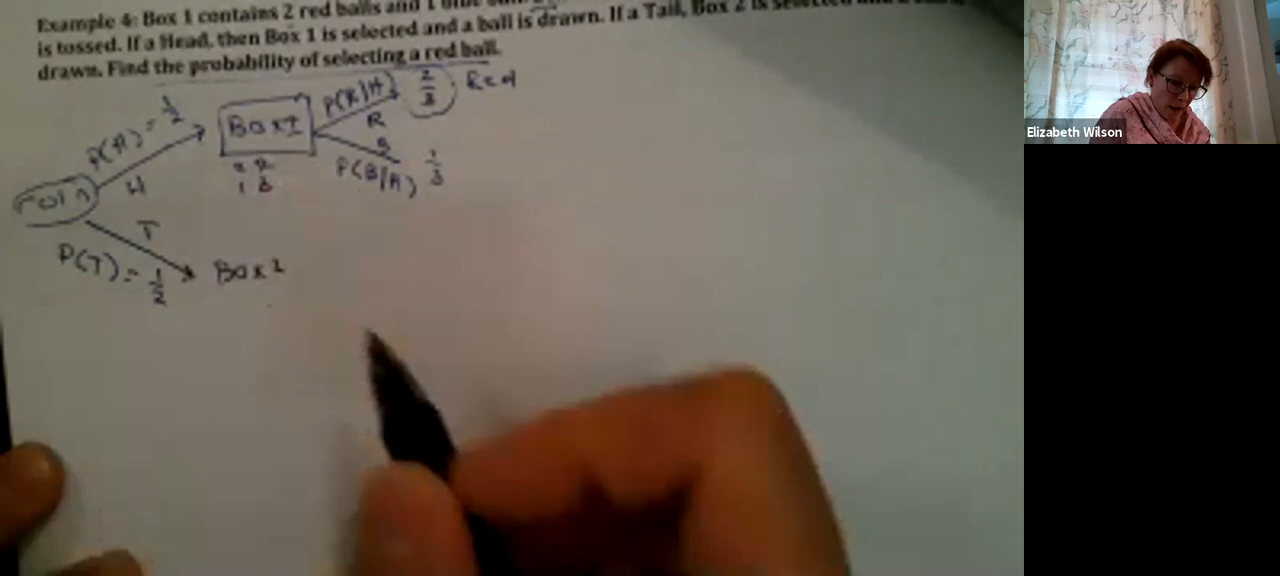 Example 4: Box 1 contains 2 red balls and 1 blue
is tossed. If a Head, then Box 1 is selected and a ball is drawn. If a Tail, Box 2 is selected
drawn. Find the probability of selecting a red ball.
P(H) = 1/2
H
Box 1
2 R
1 B
P(R/H) 2/3 Red
R
B
P(B/H) 1/3
Coin
T
P(T) = 1/2
Box 2
Elizabeth Wilson